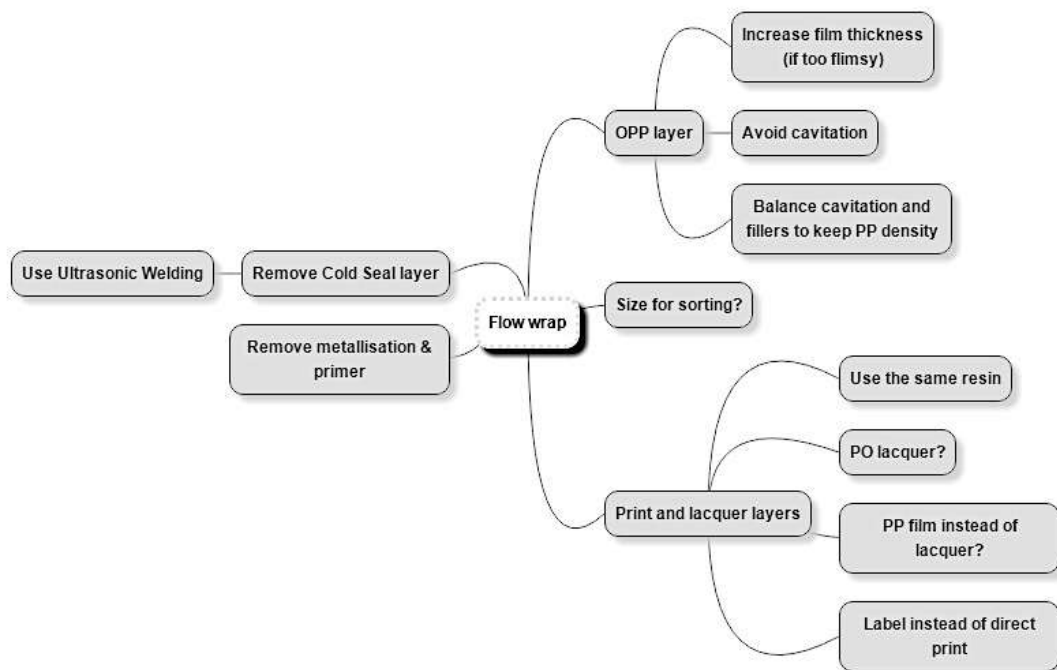 Increase film thickness
(if too flimsy)
OPP layer
Avoid cavitation
Balance cavitation and
fillers to keep PP density
Use Ultrasonic Welding
Remove Cold Seal layer
Flow wrap
Size for sorting?
Remove metallisation &
primer
Use the same resin
PO lacquer?
Print and lacquer layers
PP film instead of
lacquer?
Label instead of direct
print